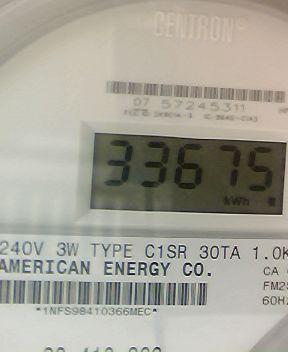 CENTRON®
07 57245311
33675
kWh
240V 3W TYPE C1SR 30TA 1.0K
AMERICAN ENERGY CO.
CA
FM2S
60Hz
*1NFS98410366MEC*